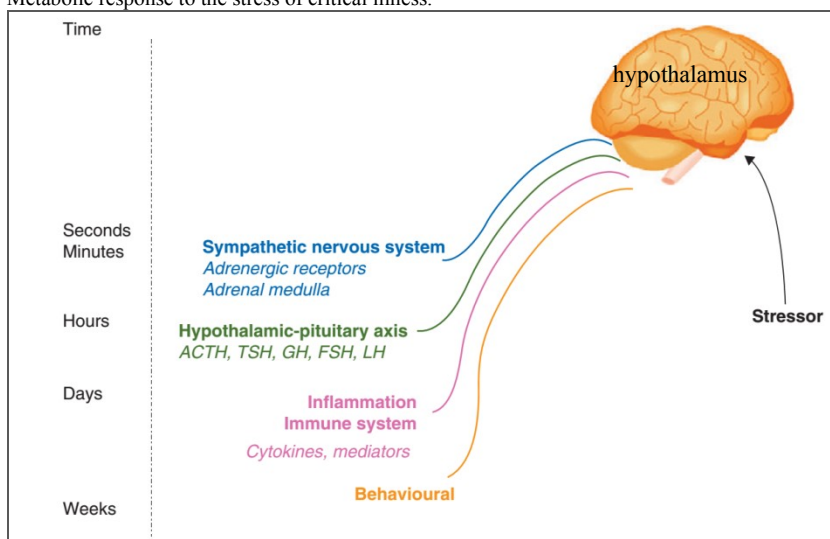 Metabolic response to the stress of critical illness.
Time
hypothalamus
Seconds
Minutes
Sympathetic nervous system
Adrenergic receptors
Adrenal medulla
Hours
Stressor
Hypothalamic-pituitary axis
ACTH, TSH, GH, FSH, LH
Days
Inflammation
Immune system
Cytokines, mediators
Behavioural
Weeks